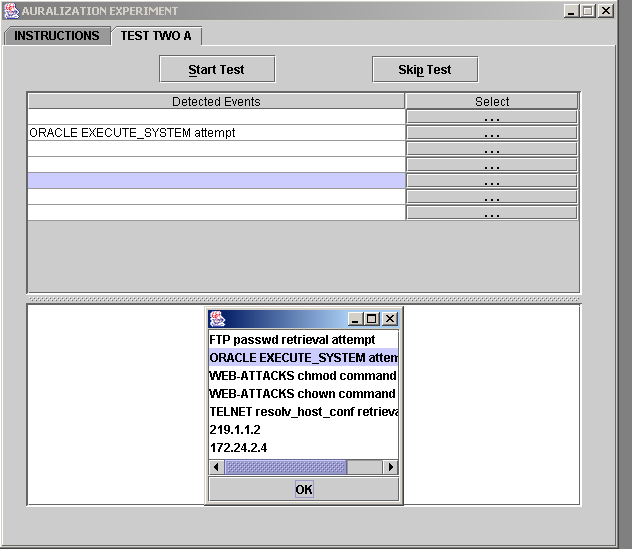 AURALIZATION EXPERIMENT
INSTRUCTIONS
TEST TWO A
Start Test
Skip Test
Detected Events
Select
...
ORACLE EXECUTE_SYSTEM attempt
...
...
...
...
...
...
FTP passwd retrieval attempt
ORACLE EXECUTE_SYSTEM attem
WEB-ATTACKS chmod command
WEB-ATTACKS chown command
TELNET resolv_host_conf retrieva
219.1.1.2
172.24.2.4
OK